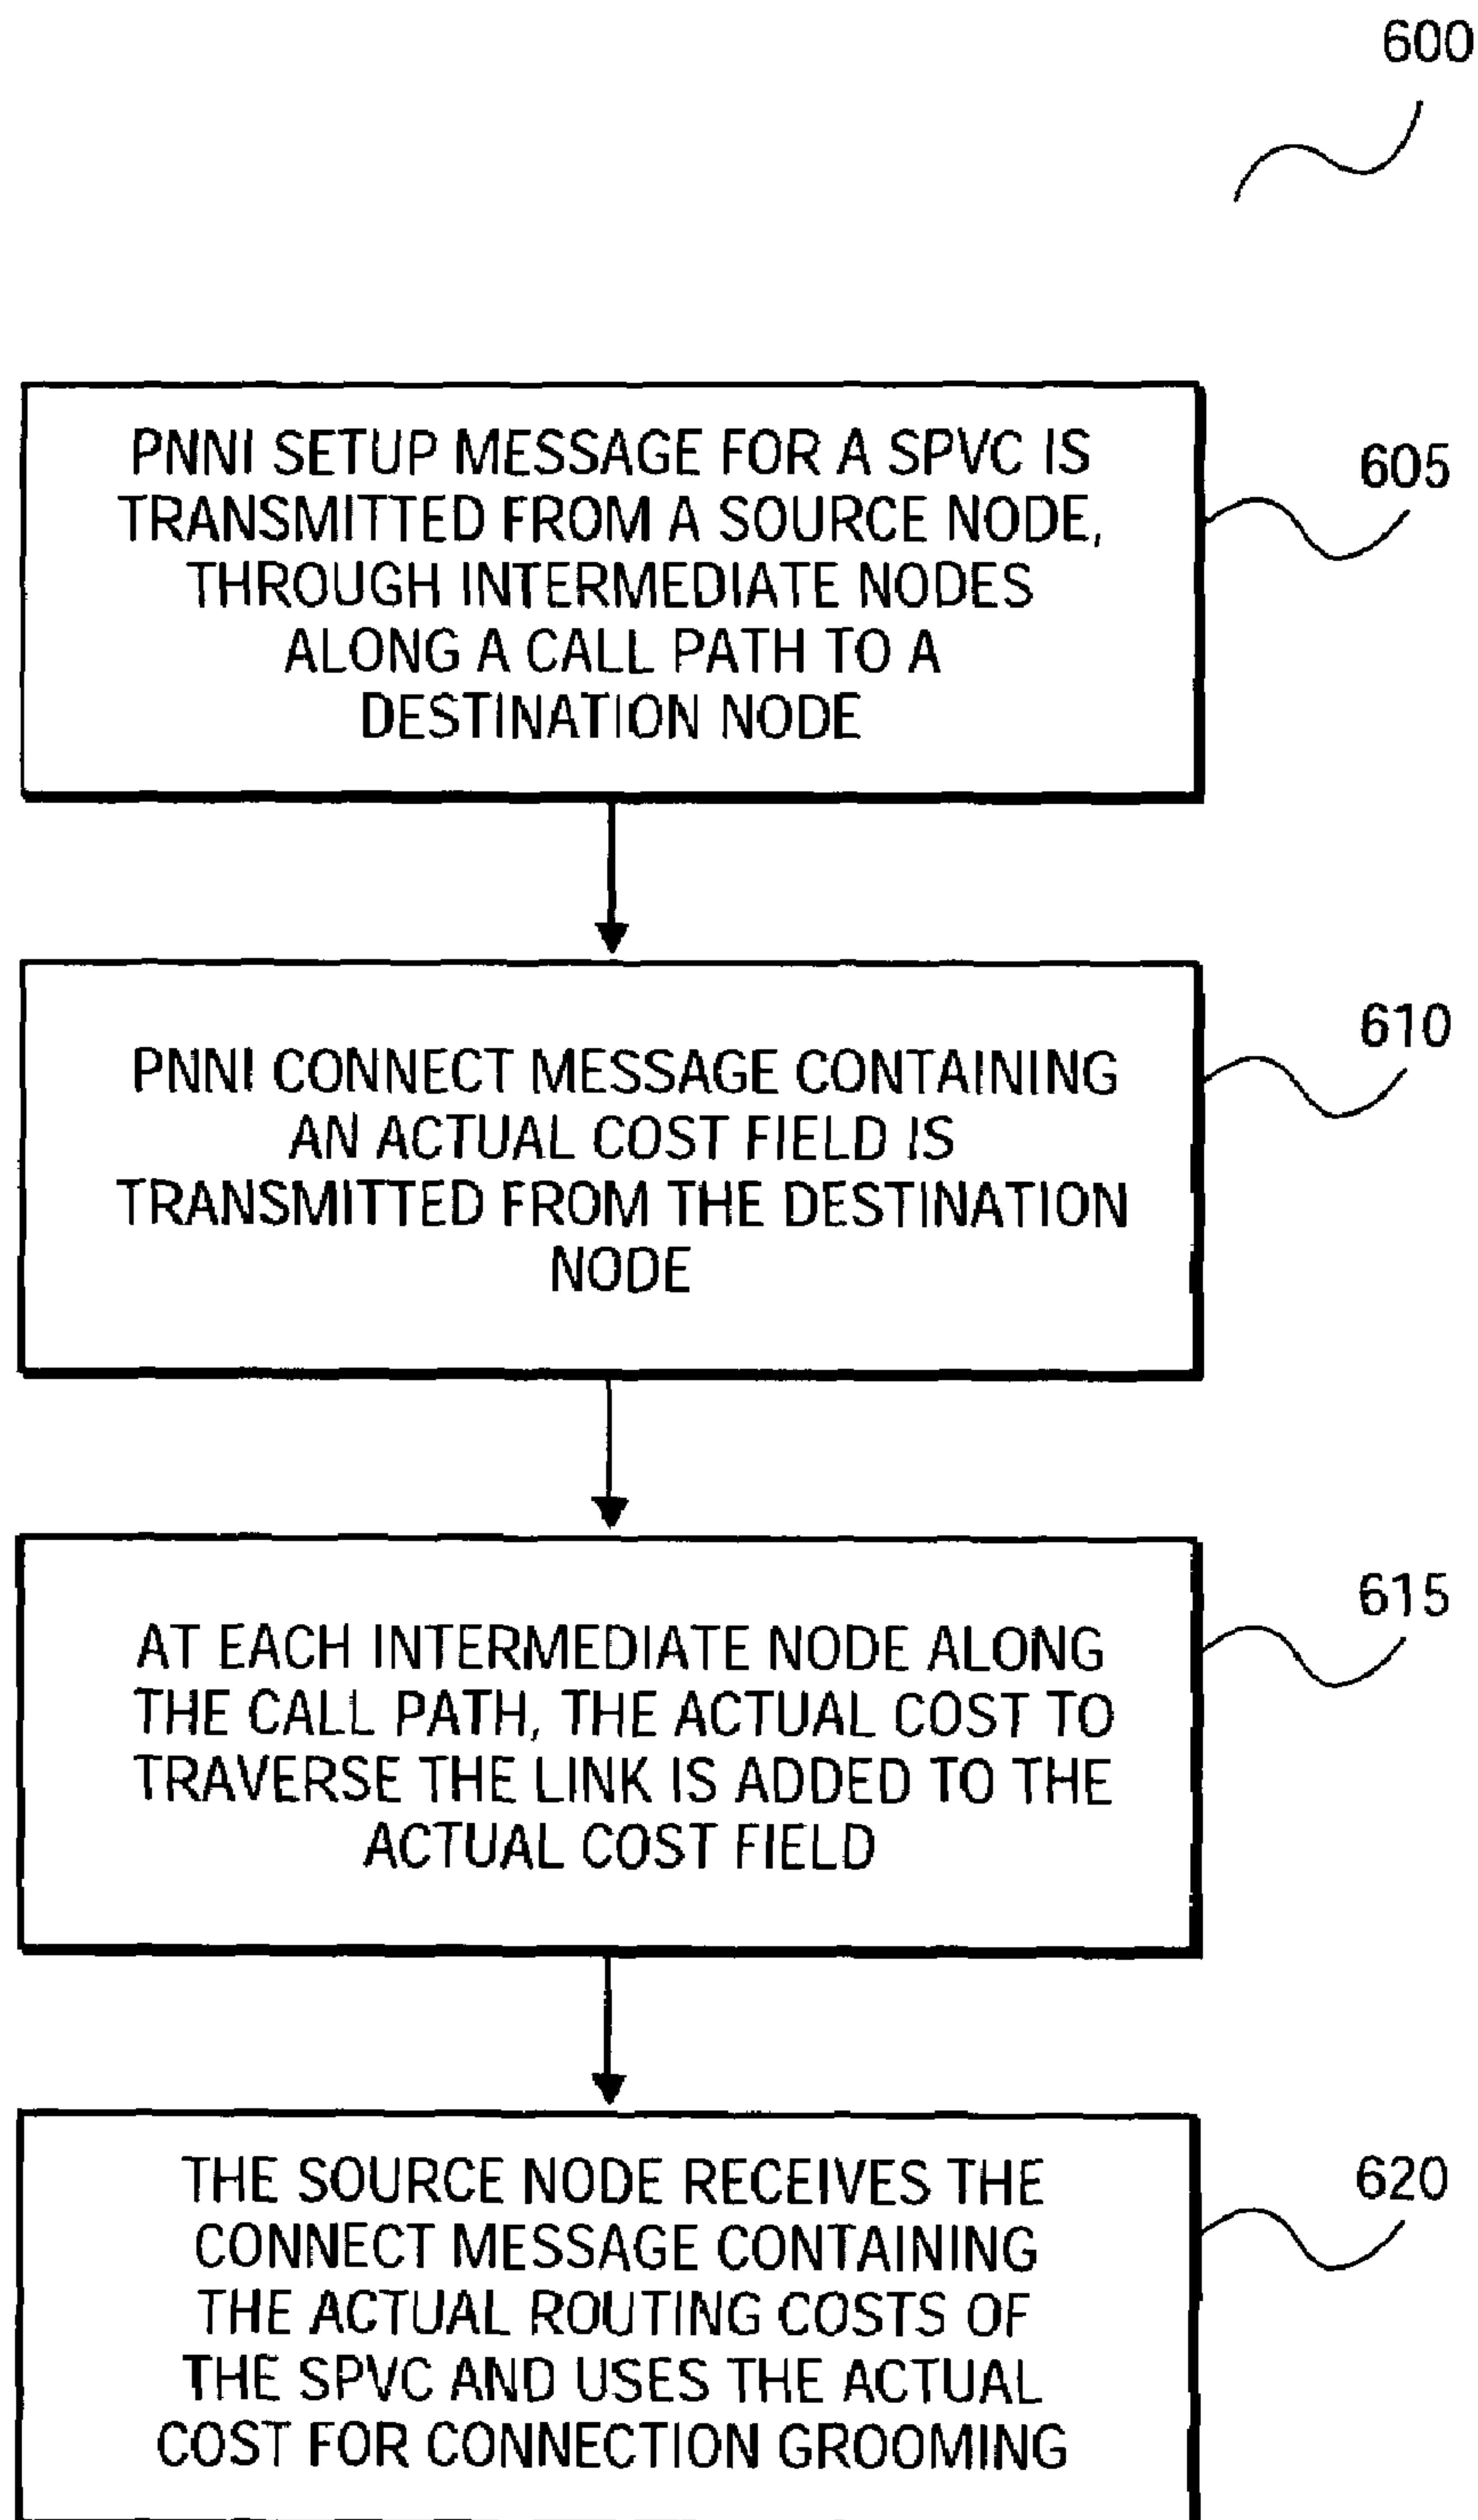 600
PNNI SETUP MESSAGE FOR A SPVC IS
TRANSMITTED FROM A SOURCE NODE,
THROUGH INTERMEDIATE NODES
ALONG A CALL PATH TO A
DESTINATION NODE
605
PNNI CONNECT MESSAGE CONTAINING
AN ACTUAL COST FIELD IS
TRANSMITTED FROM THE DESTINATION
NODE
610
AT EACH INTERMEDIATE NODE ALONG
THE CALL PATH, THE ACTUAL COST TO
TRAVERSE THE LINK IS ADDED TO THE
ACTUAL COST FIELD
615
THE SOURCE NODE RECEIVES THE
CONNECT MESSAGE CONTAINING
THE ACTUAL ROUTING COSTS OF
THE SPVC AND USES THE ACTUAL
COST FOR CONNECTION GROOMING
620